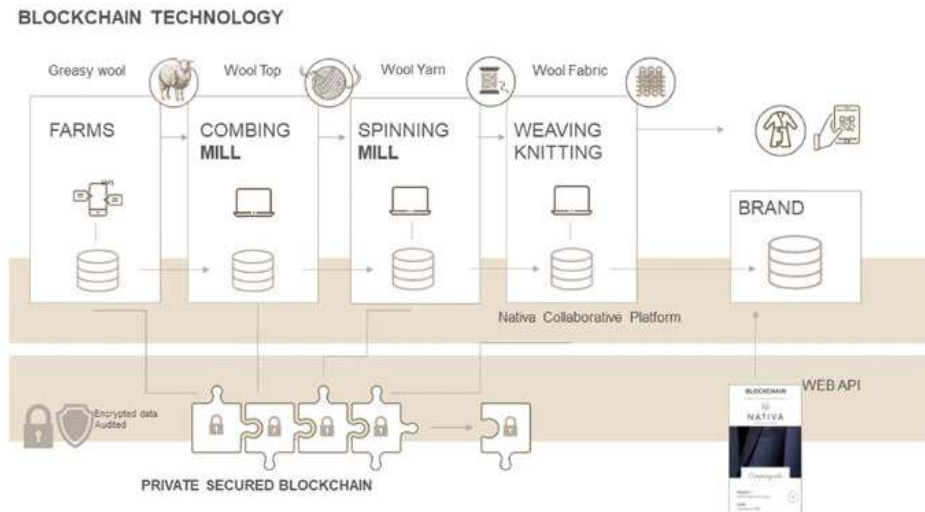 BLOCKCHAIN TECHNOLOGY
Greasy wool
Wool Top
Wool Yarn
Wool Fabric
FARMS
COMBING
MILL
SPINNING
MILL
WEAVING
KNITTING
BRAND
Nativa Collaborative Platform
WEB API
Encrypted data
Audited
BLOCKCHAIN
NATIVA
PRIVATE SECURED BLOCKCHAIN